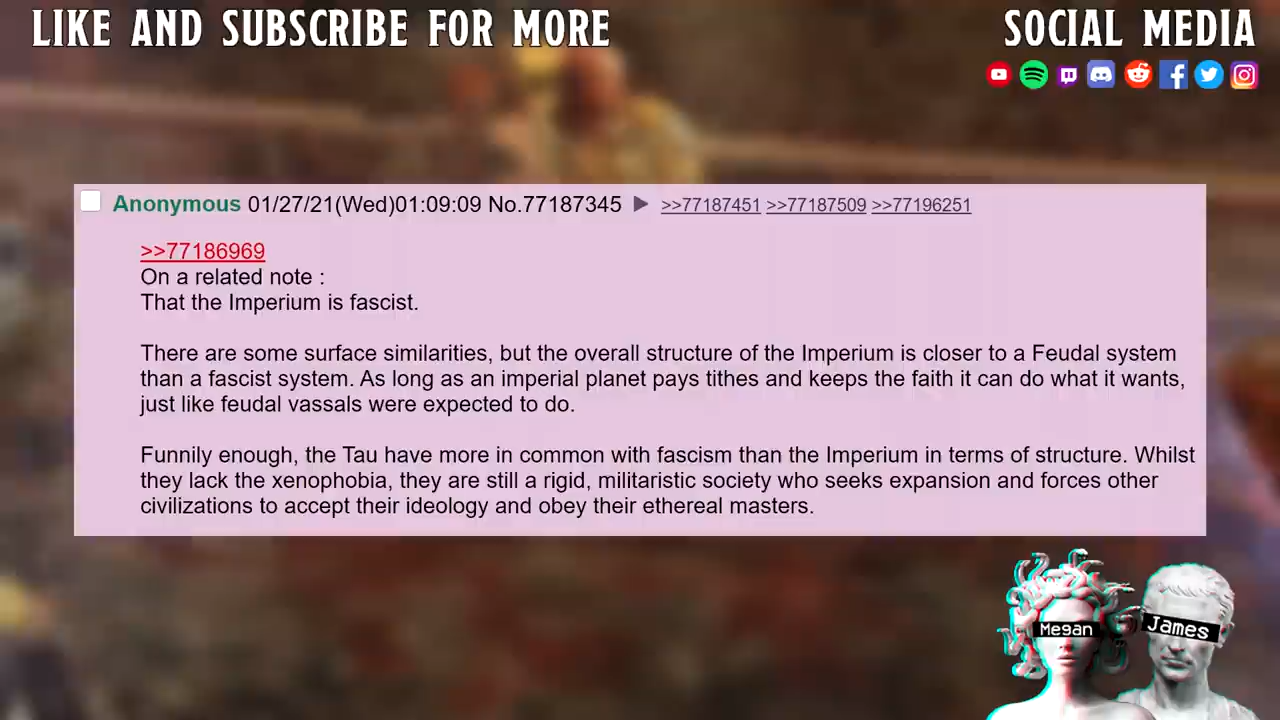 LIKE AND SUBSCRIBE FOR MORE
SOCIAL MEDIA
Anonymous 01/27/21(Wed)01:09:09 No.77187345 ▶ >>77187451 >>77187509 >>77196251
>>77186969
On a related note :
That the Imperium is fascist.
There are some surface similarities, but the overall structure of the Imperium is closer to a Feudal system
than a fascist system. As long as an imperial planet pays tithes and keeps the faith it can do what it wants,
just like feudal vassals were expected to do.
Funnily enough, the Tau have more in common with fascism than the Imperium in terms of structure. Whilst
they lack the xenophobia, they are still a rigid, militaristic society who seeks expansion and forces other
civilizations to accept their ideology and obey their ethereal masters.
Megan
James